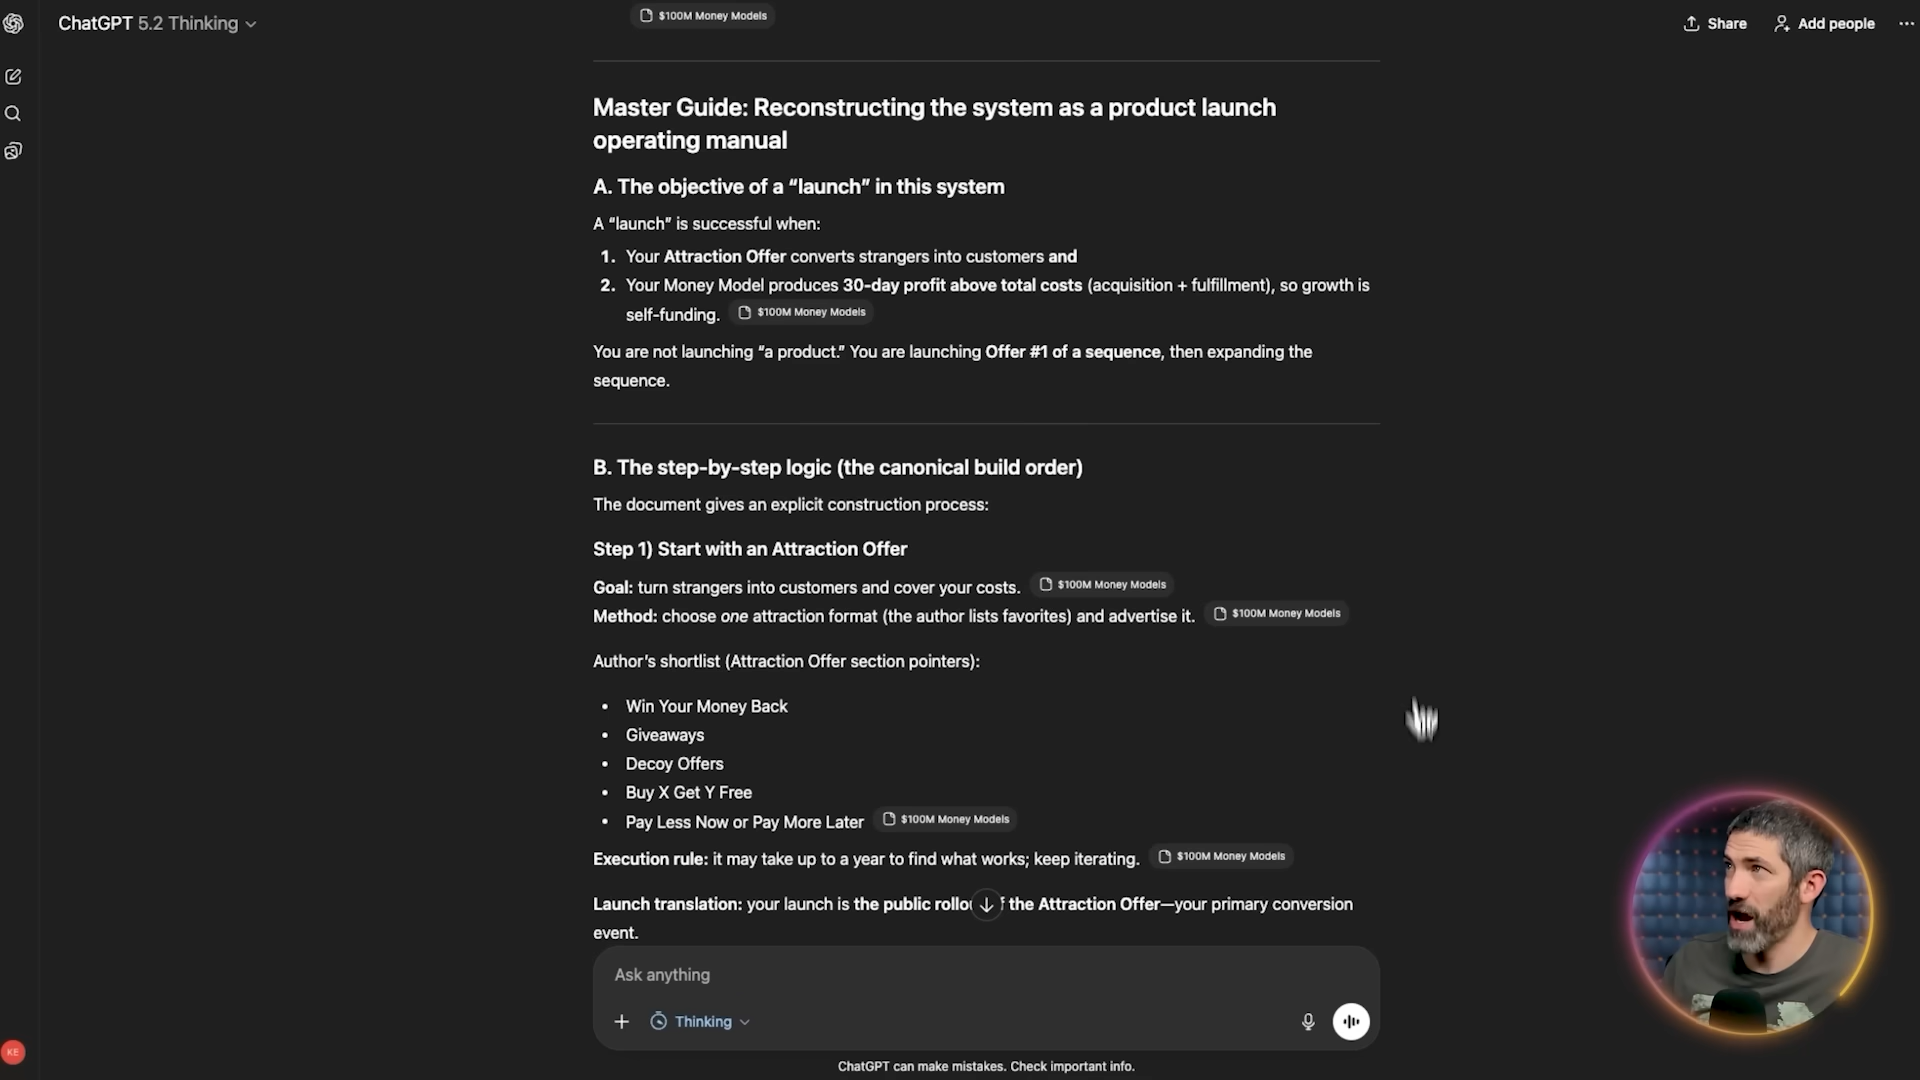 ChatGPT 5.2 Thinking
$100M Money Models
Share
Add people
Master Guide: Reconstructing the system as a product launch
operating manual
A. The objective of a “launch” in this system
A “launch” is successful when:
1. Your Attraction Offer converts strangers into customers and
2. Your Money Model produces 30-day profit above total costs (acquisition + fulfillment), so growth is
self-funding. $100M Money Models
You are not launching “a product.” You are launching Offer #1 of a sequence, then expanding the
sequence.
B. The step-by-step logic (the canonical build order)
The document gives an explicit construction process:
Step 1) Start with an Attraction Offer
Goal: turn strangers into customers and cover your costs. $100M Money Models
Method: choose one attraction format (the author lists favorites) and advertise it. $100M Money Models
Author’s shortlist (Attraction Offer section pointers):
• Win Your Money Back
• Giveaways
• Decoy Offers
• Buy X Get Y Free
• Pay Less Now or Pay More Later $100M Money Models
Execution rule: it may take up to a year to find what works; keep iterating. $100M Money Models
Launch translation: your launch is the public rollo the Attraction Offer—your primary conversion
event.
Ask anything
Thinking
KE
ChatGPT can make mistakes. Check important info.